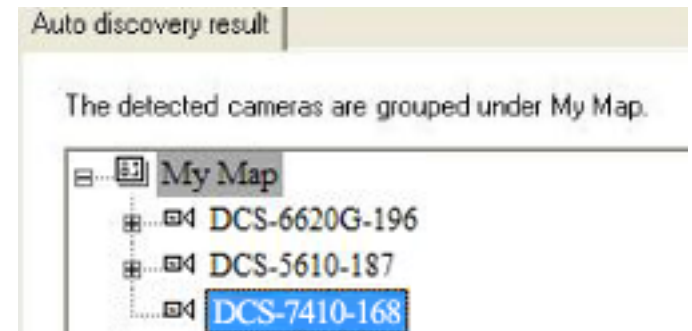 Auto discovery result
The detected cameras are grouped under My Map.
My Map
DCS-6620G-196
DCS-5610-187
DCS-7410-168